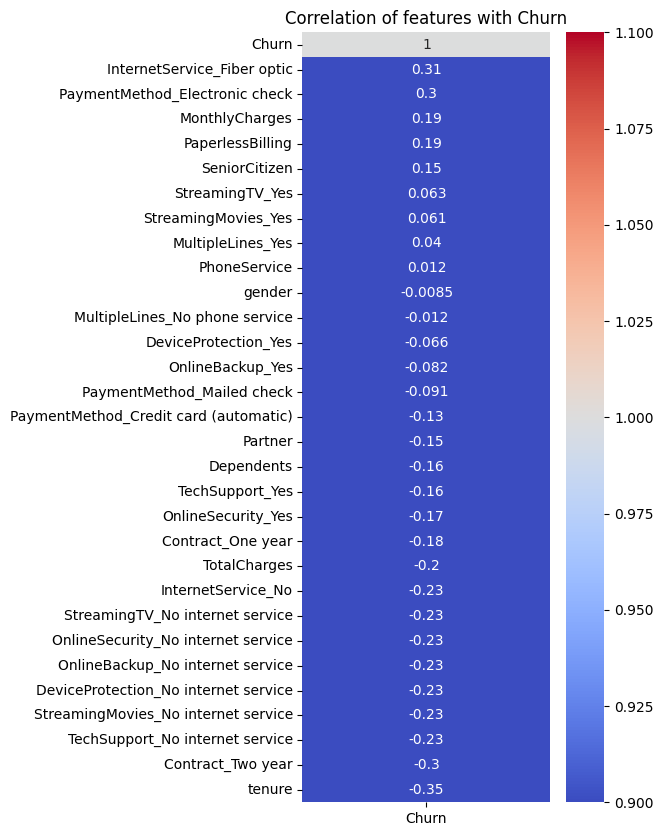 Correlation of features with Churn
Churn 1
InternetService_Fiber optic 0.31
PaymentMethod_Electronic check 0.3
MonthlyCharges 0.19
PaperlessBilling 0.19
SeniorCitizen 0.15
StreamingTV_Yes 0.063
StreamingMovies_Yes 0.061
MultipleLines_Yes 0.04
PhoneService 0.012
gender -0.0085
MultipleLines_No phone service -0.012
DeviceProtection_Yes -0.066
OnlineBackup_Yes -0.082
PaymentMethod_Mailed check -0.091
PaymentMethod_Credit card (automatic) -0.13
Partner -0.15
Dependents -0.16
TechSupport_Yes -0.16
OnlineSecurity_Yes -0.17
Contract_One year -0.18
TotalCharges -0.2
InternetService_No -0.23
StreamingTV_No internet service -0.23
OnlineSecurity_No internet service -0.23
OnlineBackup_No internet service -0.23
DeviceProtection_No internet service -0.23
StreamingMovies_No internet service -0.23
TechSupport_No internet service -0.23
Contract_Two year -0.3
tenure -0.35
Churn
1.100
1.075
1.050
1.025
1.000
0.975
0.950
0.925
0.900